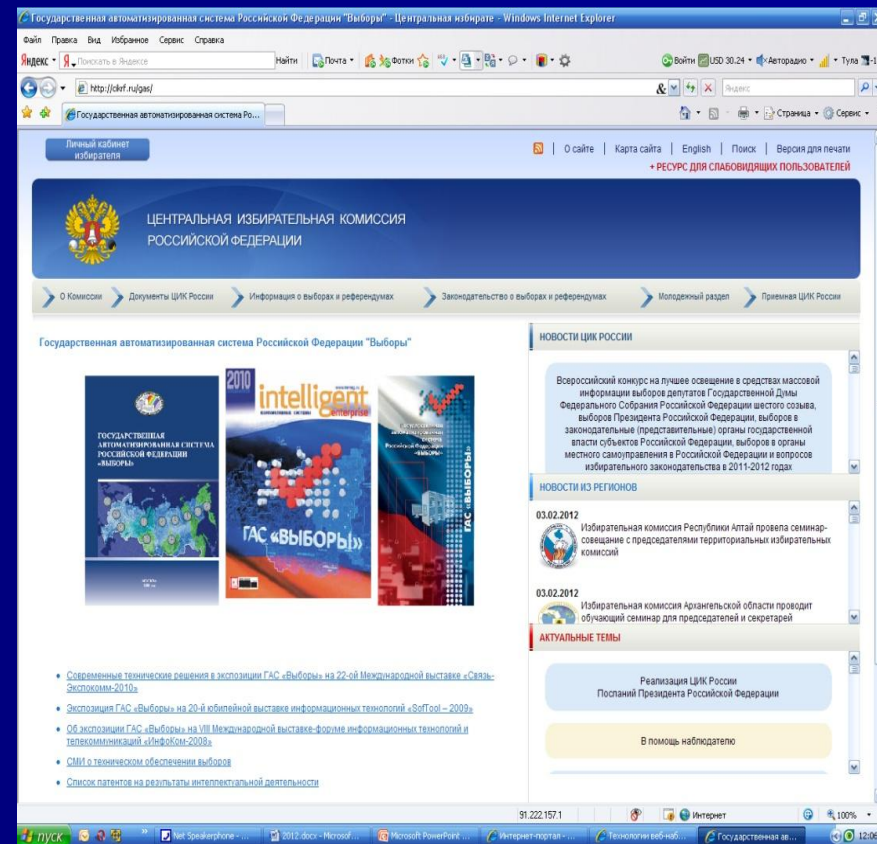 Государственная автоматизированная система Российской Федерации "Выборы" - Центральная избирате - Windows Internet Explorer
Файл Правка Вид Избранное Сервис Справка
Яндекс Поискать в Яндексе Найти Почта Фотки Войти USD 30.24 Авторадио Тула
http://cikrf.ru/gas/
Яндекс
Государственная автоматизированная система Ро...
Страница Сервис
Личный кабинет
избирателя
О сайте | Карта сайта | English | Поиск | Версия для печати
+ РЕСУРС ДЛЯ СЛАБОВИДЯЩИХ ПОЛЬЗОВАТЕЛЕЙ
ЦЕНТРАЛЬНАЯ ИЗБИРАТЕЛЬНАЯ КОМИССИЯ
РОССИЙСКОЙ ФЕДЕРАЦИИ
О Комиссии Документы ЦИК России Информация о выборах и референдумах Законодательство о выборах и референдумах Молодежный раздел Приемная ЦИК России
Государственная автоматизированная система Российской Федерации "Выборы"
ГОСУДАРСТВЕННАЯ
АВТОМАТИЗИРОВАННАЯ СИСТЕМА
РОССИЙСКОЙ ФЕДЕРАЦИИ
«ВЫБОРЫ»
2010
intelligent
enterprise
ГАС «ВЫБОРЫ»
ГАС «ВЫБОРЫ»
• Современные технические решения в экспозиции ГАС «Выборы» на 22-ой Международной выставке «Связь-
Экспокомм-2010»
• Экспозиция ГАС «Выборы» на 20-й юбилейной выставке информационных технологий «SofTool – 2009»
• Об экспозиции ГАС «Выборы» на VIII Международной выставке-форуме информационных технологий и
телекоммуникаций «ИнфоКом-2008»
• СМИ о техническом обеспечении выборов
• Список патентов на результаты интеллектуальной деятельности
НОВОСТИ ЦИК РОССИИ
Всероссийский конкурс на лучшее освещение в средствах массовой
информации выборов депутатов Государственной Думы
Федерального Собрания Российской Федерации шестого созыва,
выборов Президента Российской Федерации, выборов в
законодательные (представительные) органы государственной
власти субъектов Российской Федерации, выборов в органы
местного самоуправления в Российской Федерации и вопросов
избирательного законодательства в 2011-2012 годах
НОВОСТИ ИЗ РЕГИОНОВ
03.02.2012
Избирательная комиссия Республики Алтай провела семинар-
совещание с председателями территориальных избирательных
комиссий
03.02.2012
Избирательная комиссия Архангельской области проводит
обучающий семинар для председателей и секретарей
АКТУАЛЬНЫЕ ТЕМЫ
Реализация ЦИК России
Посланий Президента Российской Федерации
В помощь наблюдателю
91.222.157.1 Интернет 100%
пуск Net Speakerphone - ... 2012.docx - Microsof... Microsoft PowerPoint ... Интернет-портал - ... Технологии веб-наб... Государственная ав... 12:06